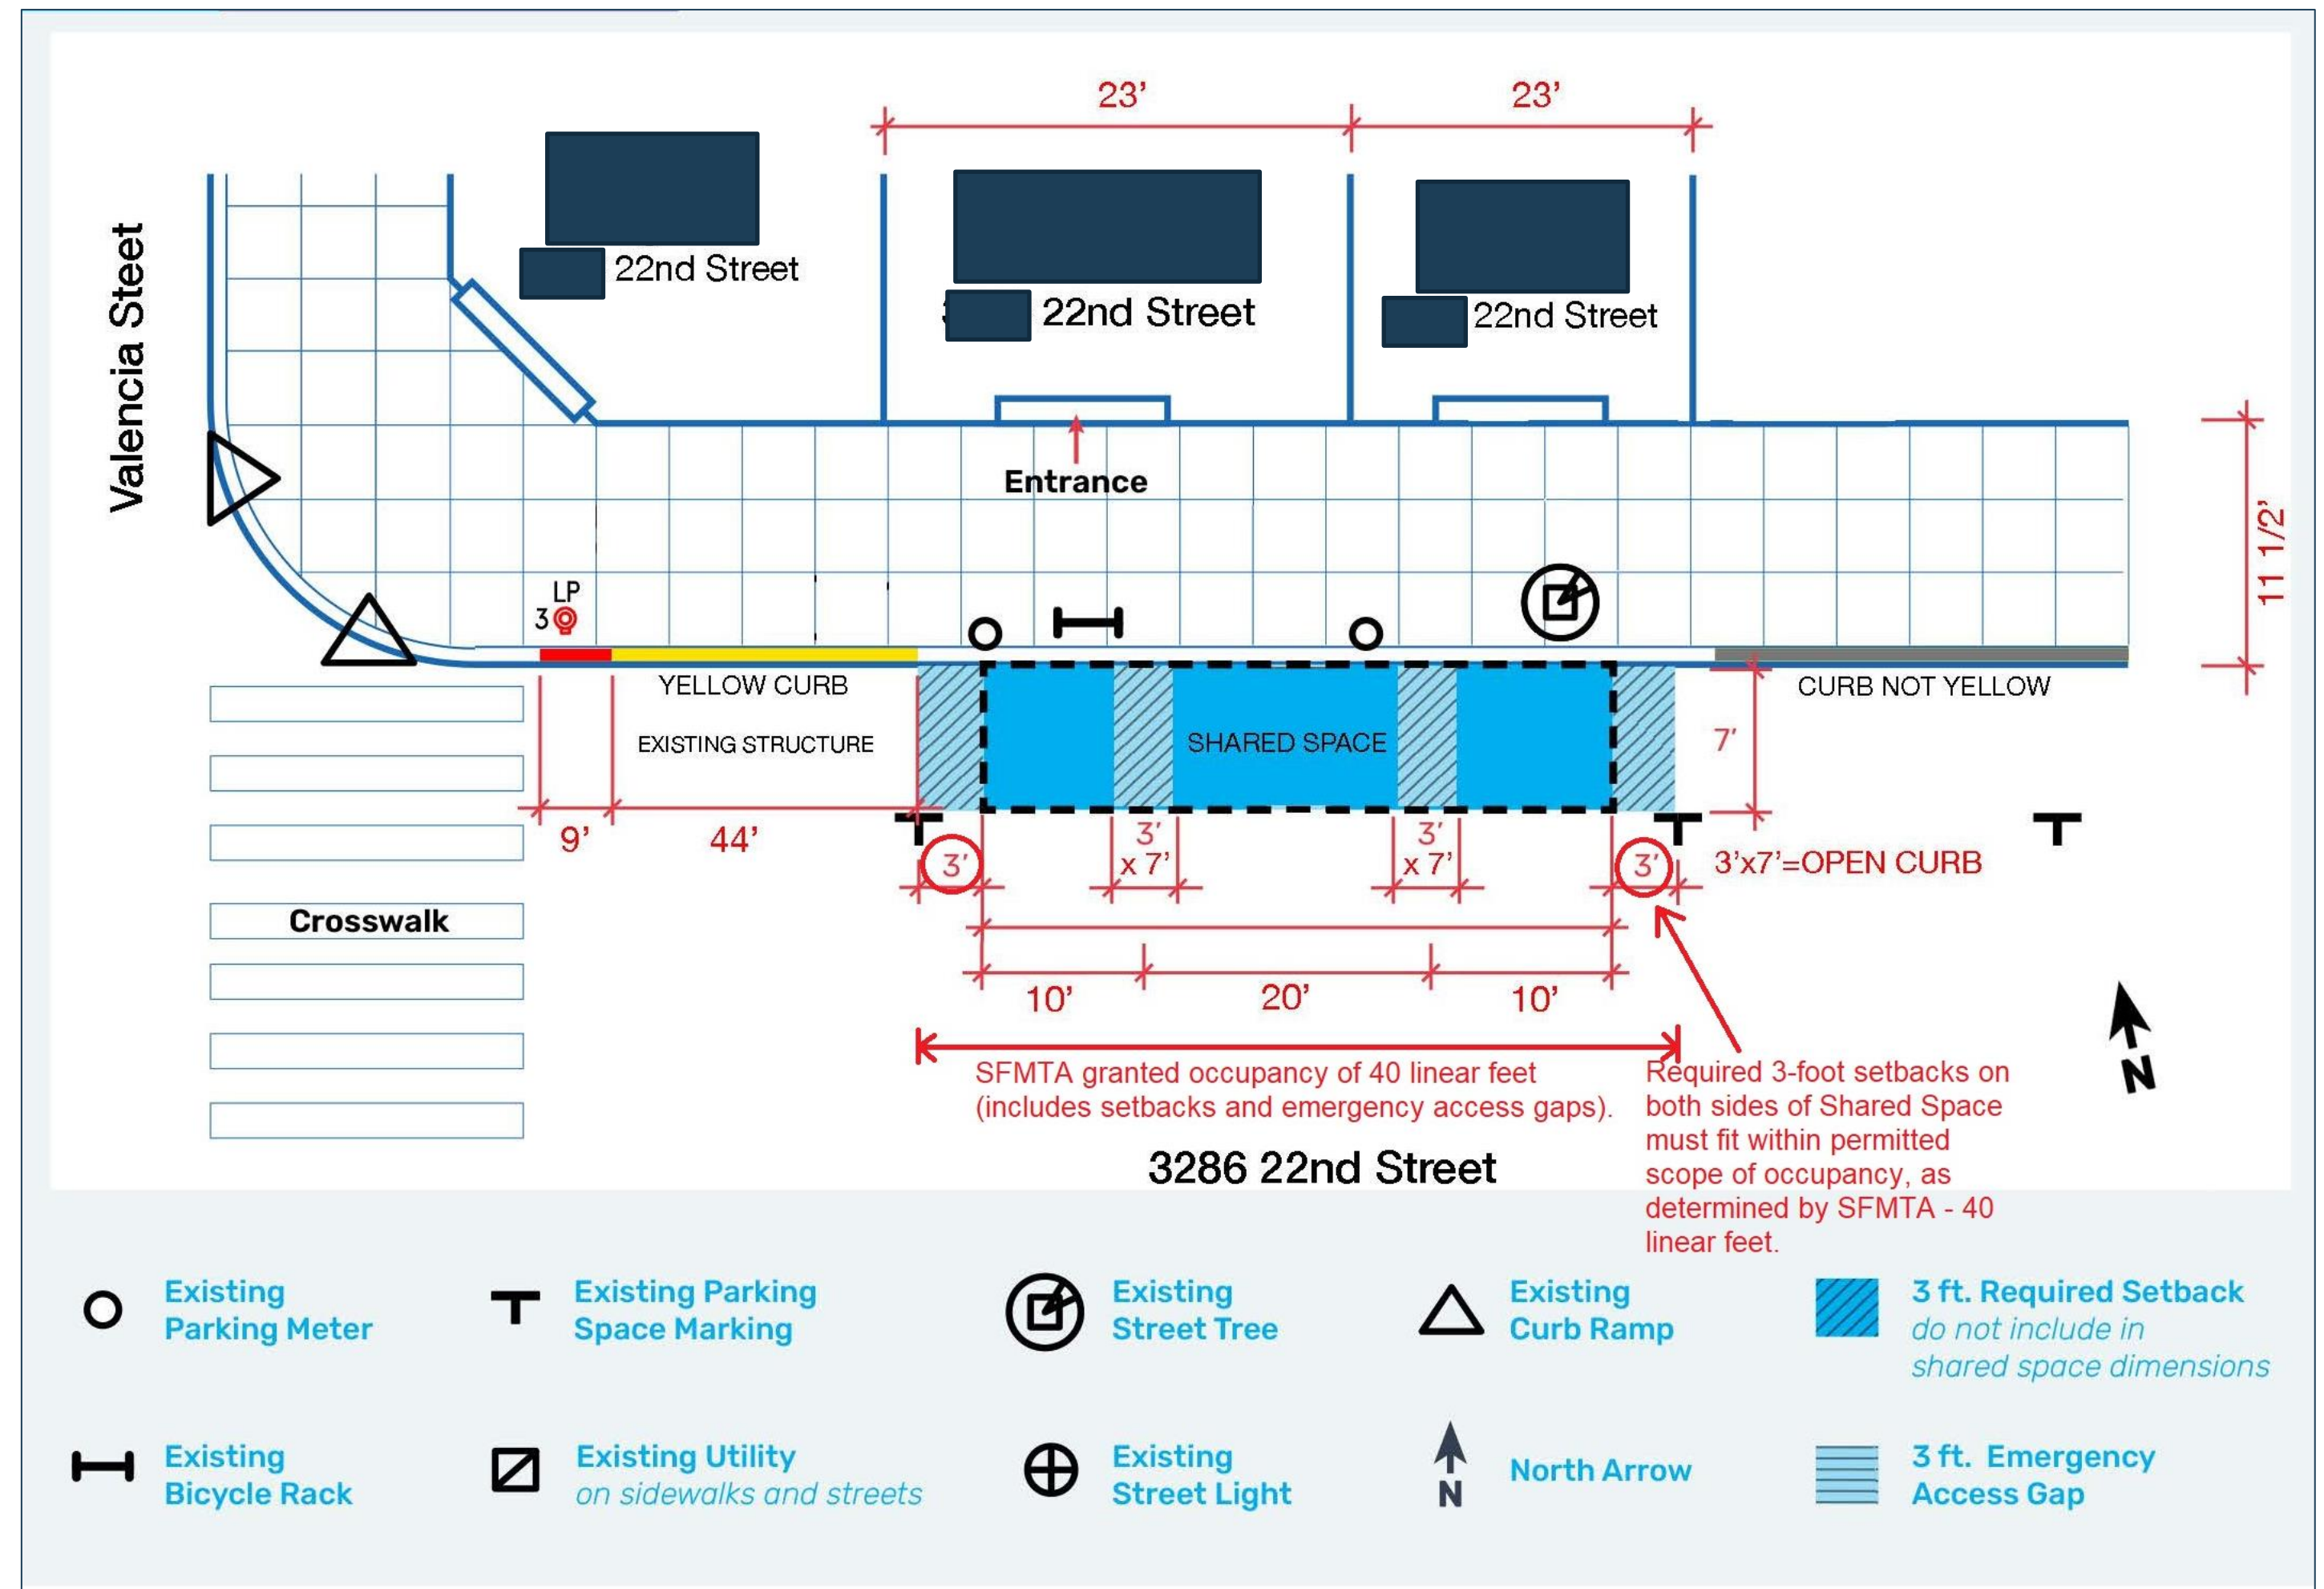 23’
23’
Valencia Steet
22nd Street
22nd Street
22nd Street
Entrance
11 1/2’
LP
3
YELLOW CURB
EXISTING STRUCTURE
SHARED SPACE
CURB NOT YELLOW
7’
9’
44’
3’
3’
x 7’
3’
x 7’
3’
3’x7’=OPEN CURB
Crosswalk
10’
20’
10’
SFMTA granted occupancy of 40 linear feet
(includes setbacks and emergency access gaps).
Required 3-foot setbacks on
both sides of Shared Space
must fit within permitted
scope of occupancy, as
determined by SFMTA - 40
linear feet.
N
3286 22nd Street
Existing
Parking Meter
Existing Parking
Space Marking
Existing
Street Tree
Existing
Curb Ramp
3 ft. Required Setback
do not include in
shared space dimensions
Existing
Bicycle Rack
Existing Utility
on sidewalks and streets
Existing
Street Light
N
North Arrow
3 ft. Emergency
Access Gap